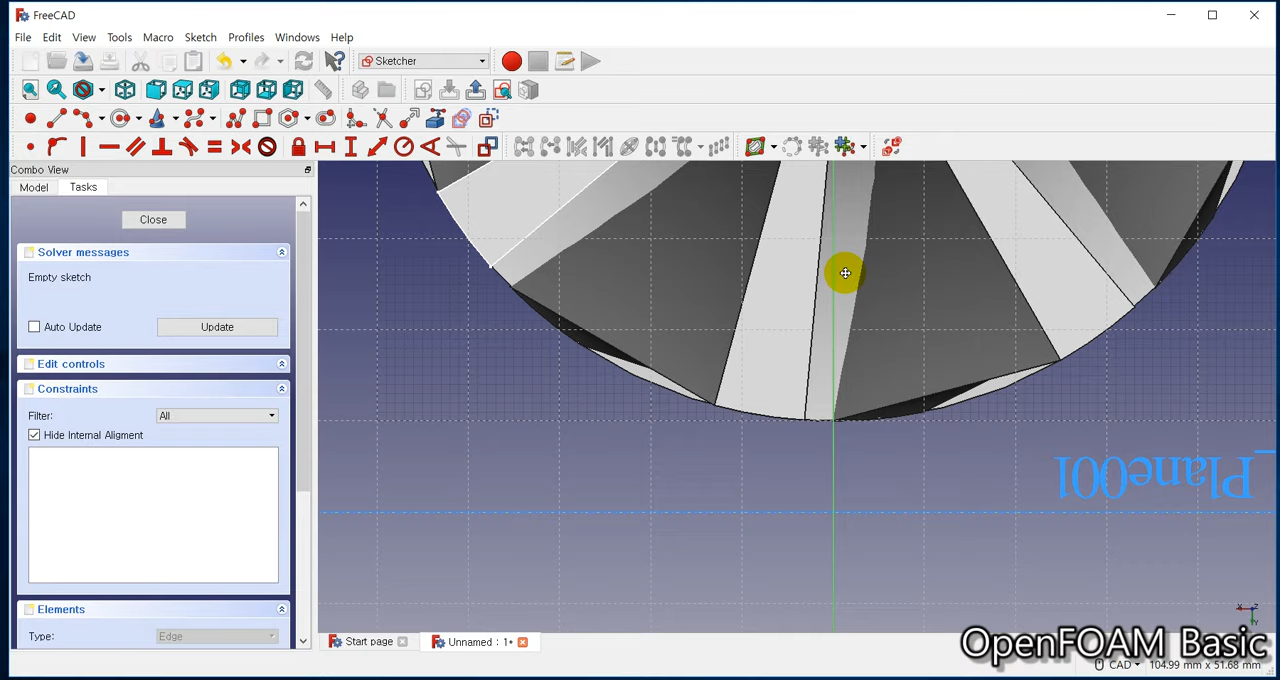 FreeCAD
File Edit View Tools Macro Sketch Profiles Windows Help
Sketcher
Combo View
Model Tasks
Close
Solver messages
Empty sketch
Auto Update Update
Edit controls
Constraints
Filter: All
Hide Internal Aligment
_Plane001
Elements
Type: Edge
Start page Unnamed : 1*
OpenFOAM Basic
CAD 104.99 mm x 51.68 mm